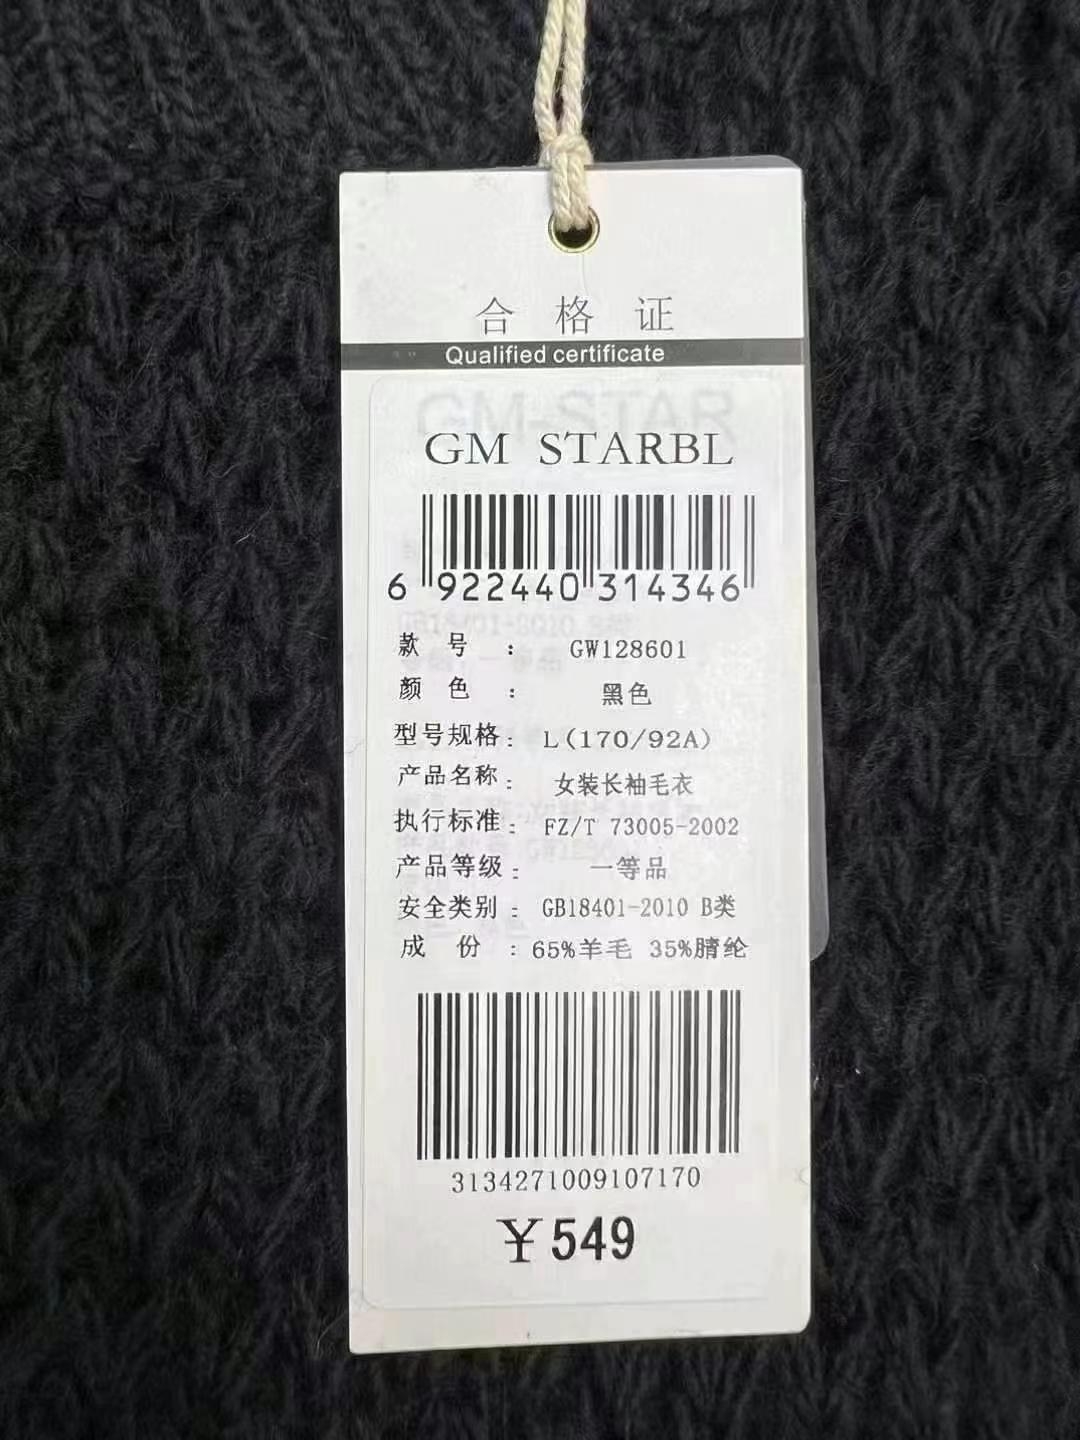 合格证
Qualified certificate
GM STARBL
6 922440 314346
款号: GW128601
颜色: 黑色
型号规格: L(170/92A)
产品名称: 女装长袖毛衣
执行标准: FZ/T 73005-2002
产品等级: 一等品
安全类别: GB18401-2010 B类
成份: 65%羊毛 35%腈纶
3134271009107170
￥549